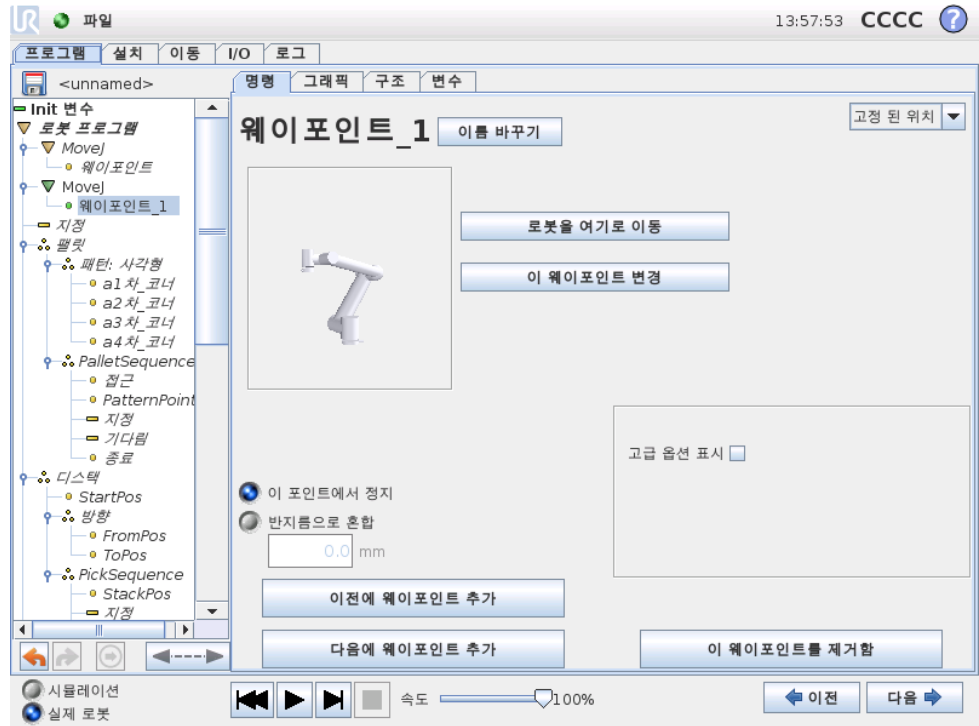 UR 파일 13:57:53 CCCC ?
프로그램 설치 이동 I/O 로그
<unnamed>
명령 그래픽 구조 변수
Init 변수
로봇 프로그램
MoveJ
웨이포인트
MoveJ
웨이포인트_1
지정
팰릿
패턴: 사각형
a1차_코너
a2차_코너
a3차_코너
a4차_코너
PalletSequence
접근
PatternPoint
지정
기다림
종료
디스택
StartPos
방향
FromPos
ToPos
PickSequence
StackPos
지정
웨이포인트_1 이름 바꾸기
고정 된 위치
로봇을 여기로 이동
이 웨이포인트 변경
고급 옵션 표시
이 포인트에서 정지
반지름으로 혼합
0.0 mm
이전에 웨이포인트 추가
다음에 웨이포인트 추가
이 웨이포인트를 제거함
시뮬레이션
실제 로봇
속도 100%
이전 다음